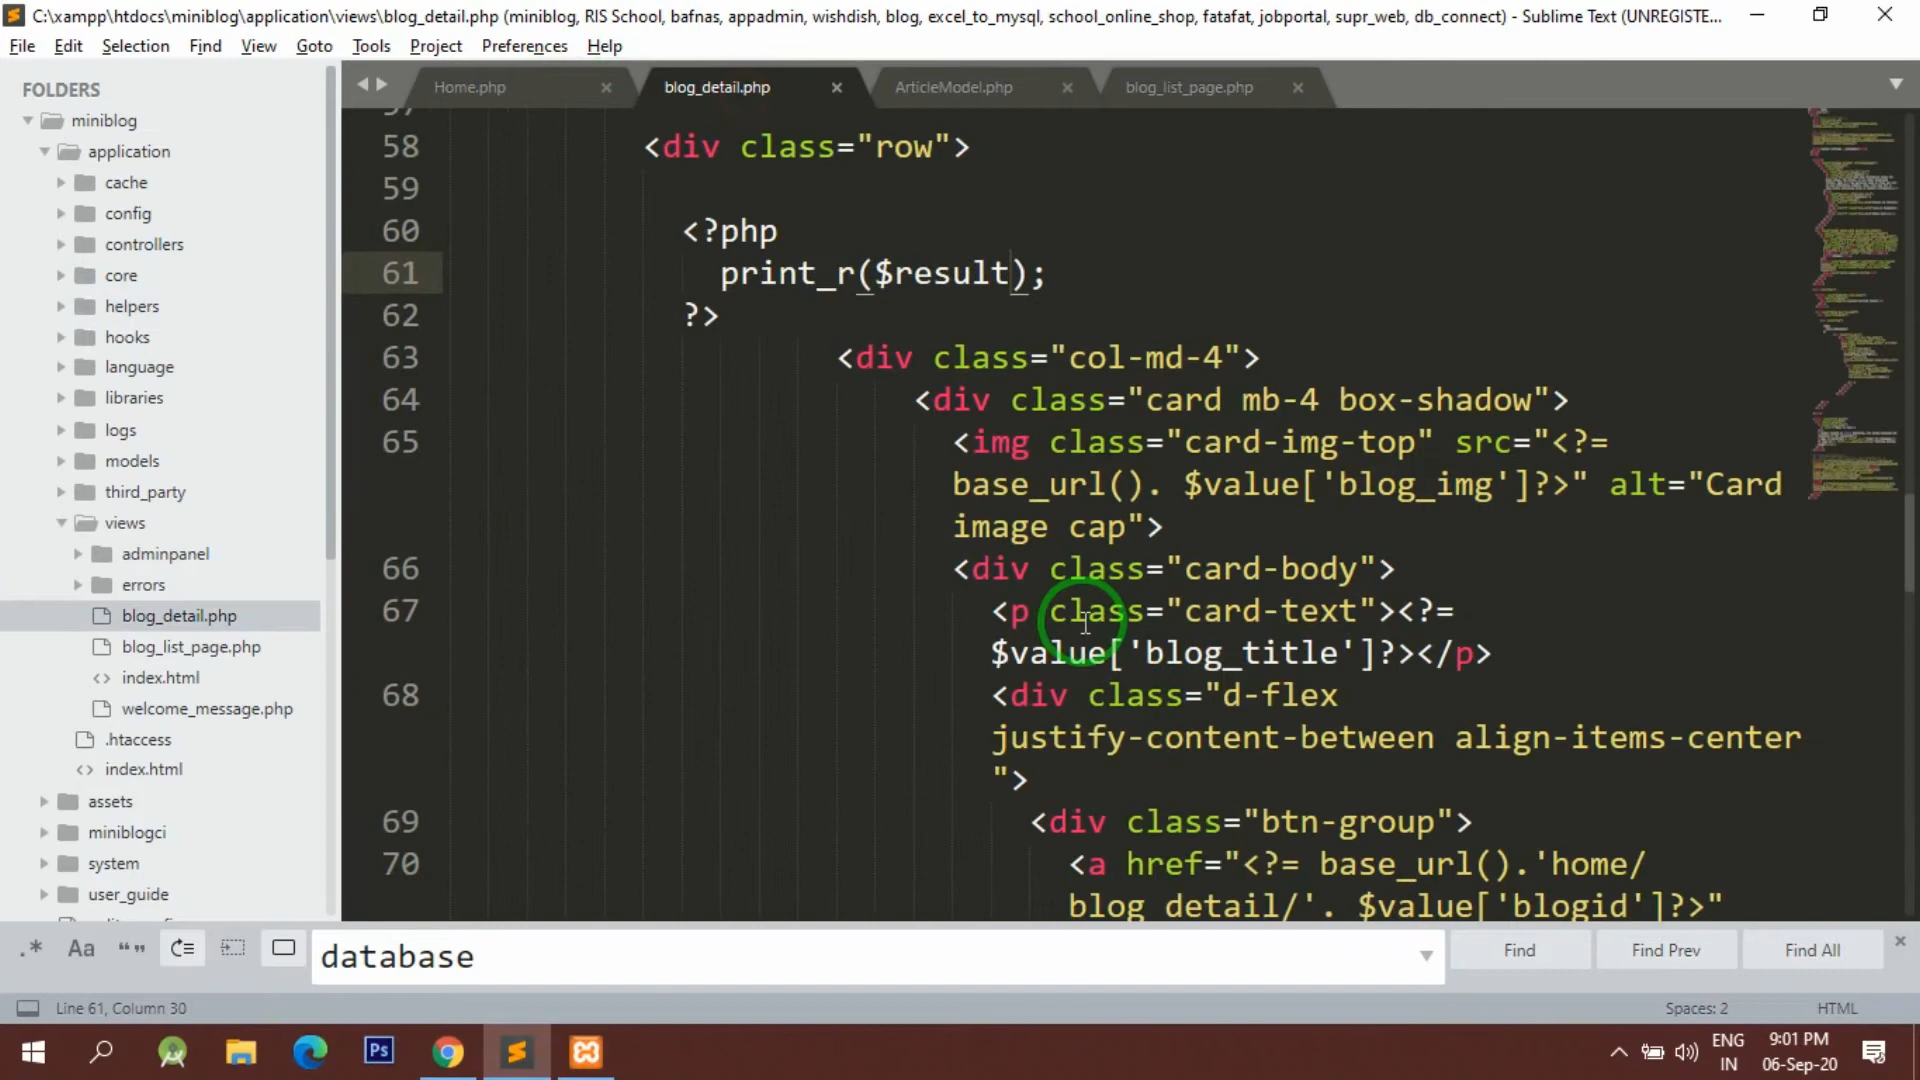 C:\xampp\htdocs\miniblog\application\views\blog_detail.php (miniblog, RIS School, bafnas, appadmin, wishdish, blog, excel_to_mysql, school_online_shop, fatafat, jobportal, supr_web, db_connect) - Sublime Text (UNREGISTE...
File Edit Selection Find View Goto Tools Project Preferences Help
FOLDERS
miniblog
application
cache
config
controllers
core
helpers
hooks
language
libraries
logs
models
third_party
views
adminpanel
errors
blog_detail.php
blog_list_page.php
index.html
welcome_message.php
.htaccess
index.html
assets
miniblogci
system
user_guide
Home.php blog_detail.php ArticleModel.php blog_list_page.php
58 <div class="row">
59
60 <?php
61 print_r($result);
62 ?>
63 <div class="col-md-4">
64 <div class="card mb-4 box-shadow">
65 <img class="card-img-top" src="<?=
base_url(). $value['blog_img']?>" alt="Card
image cap">
66 <div class="card-body">
67 <p class="card-text"><?=
$value['blog_title']?></p>
68 <div class="d-flex
justify-content-between align-items-center
">
69 <div class="btn-group">
70 <a href="<?= base_url().'home/
blog_detail/'. $value['blogid']?>"
.* Aa “” database Find Find Prev Find All
Line 61, Column 30 Spaces: 2 HTML
Ps
ENG
IN
9:01 PM
06-Sep-20